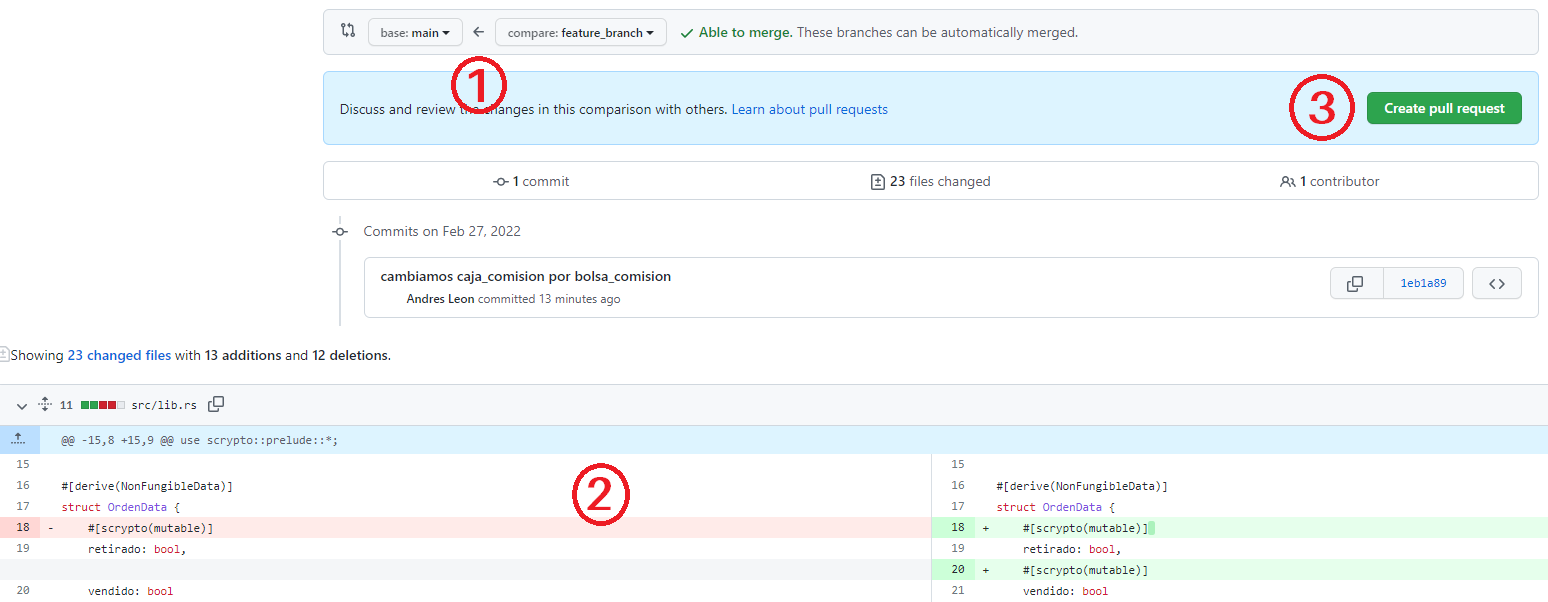 base: main ← compare: feature_branch ✓ Able to merge. These branches can be automatically merged.
1
Discuss and review the changes in this comparison with others. Learn about pull requests 3 Create pull request
1 commit 23 files changed 1 contributor
Commits on Feb 27, 2022
cambiamos caja_comision por bolsa_comision
Andres Leon committed 13 minutes ago 1eb1a89 <>
Showing 23 changed files with 13 additions and 12 deletions.
11 src/lib.rs
@@ -15,8 +15,9 @@ use scrypto::prelude::*;
15 15
16 #[derive(NonFungibleData)] 16 #[derive(NonFungibleData)]
2
17 struct OrdenData { 17 struct OrdenData {
18 - #[scrypto(mutable)] 18 + #[scrypto(mutable)]
19 retirado: bool, 19 retirado: bool,
20 + #[scrypto(mutable)]
20 vendido: bool 21 vendido: bool